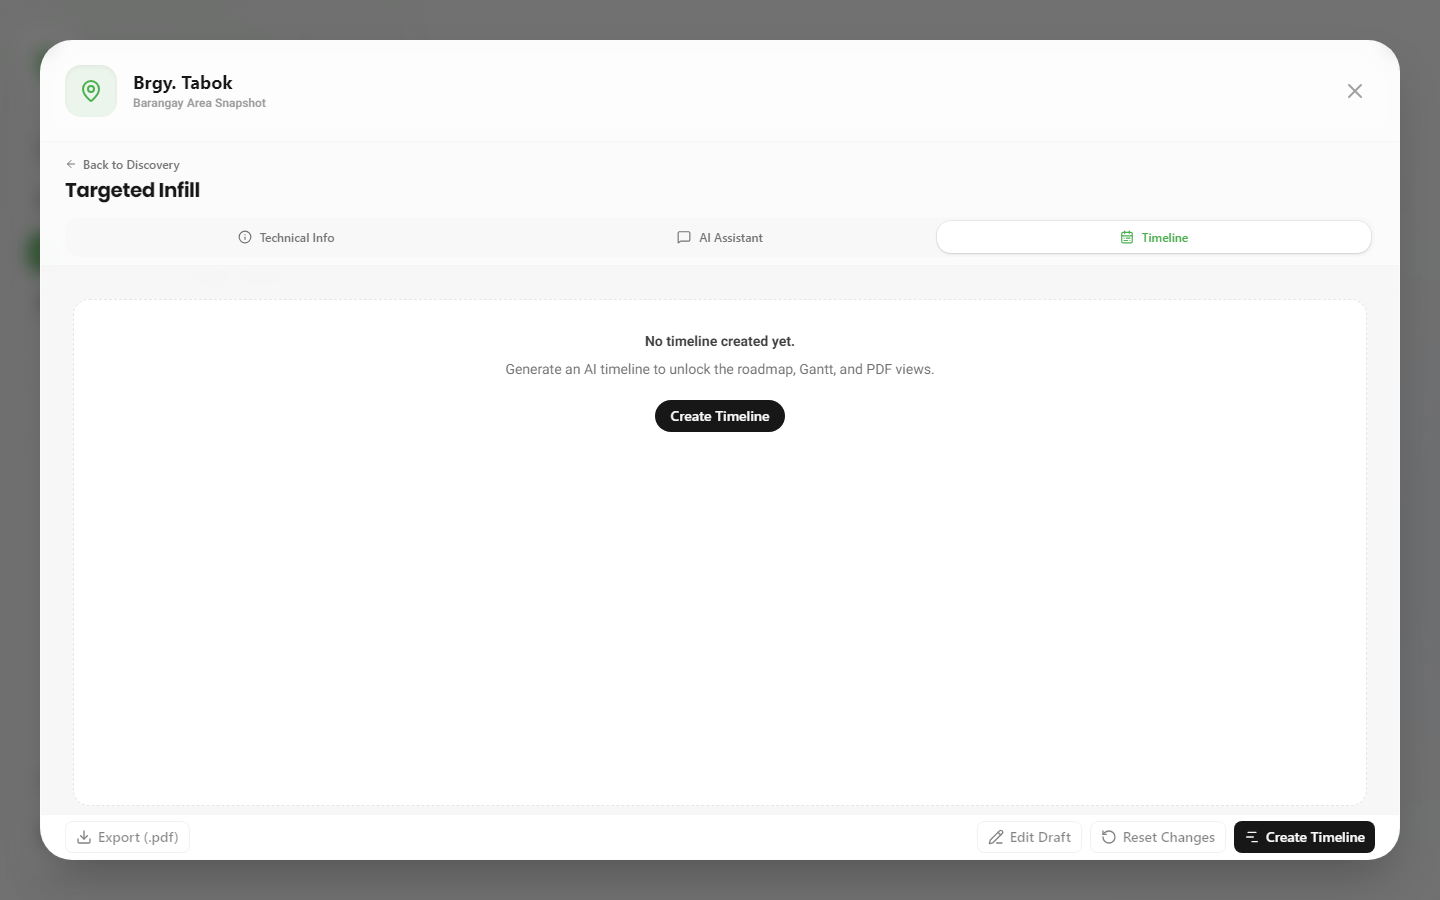 Brgy. Tabok
Barangay Area Snapshot
Back to Discovery
Targeted Infill
Technical Info
AI Assistant
Timeline
No timeline created yet.
Generate an AI timeline to unlock the roadmap, Gantt, and PDF views.
Create Timeline
Export (.pdf)
Edit Draft
Reset Changes
Create Timeline